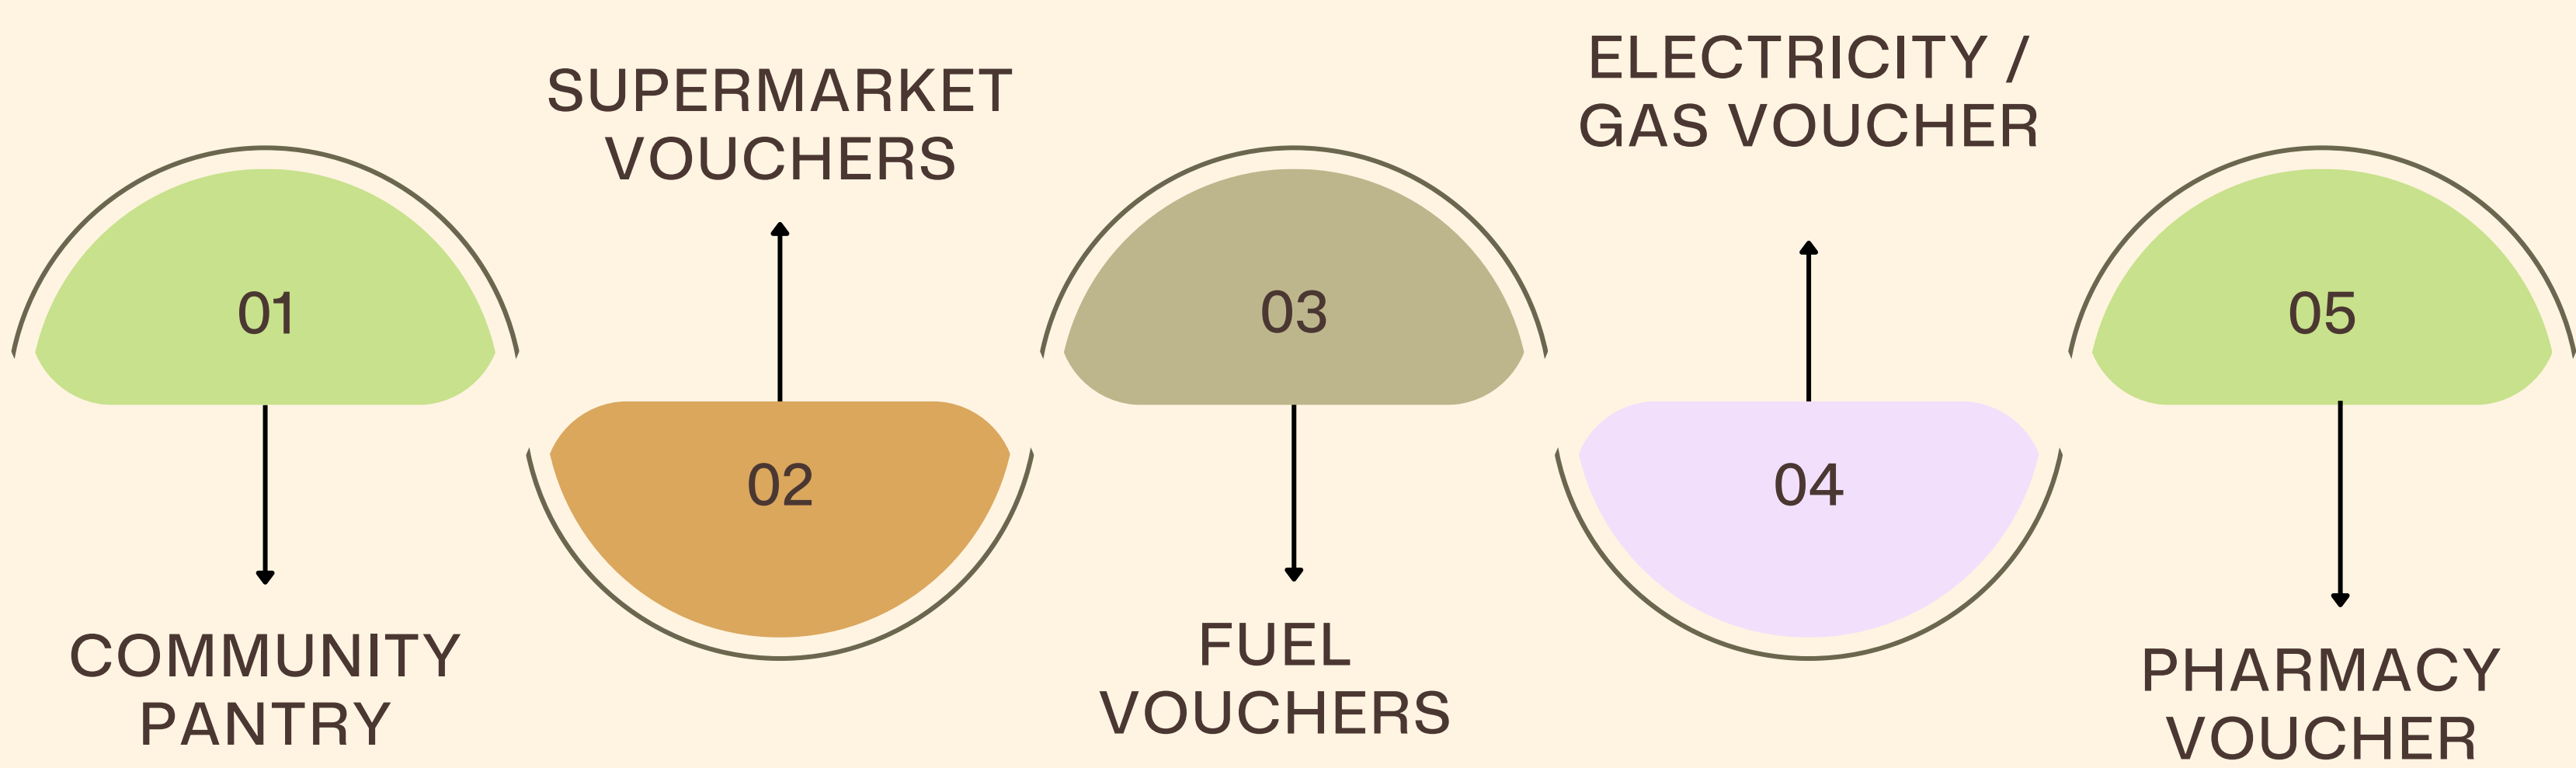 01
COMMUNITY
PANTRY
SUPERMARKET
VOUCHERS
02
03
FUEL
VOUCHERS
ELECTRICITY /
GAS VOUCHER
04
05
PHARMACY
VOUCHER